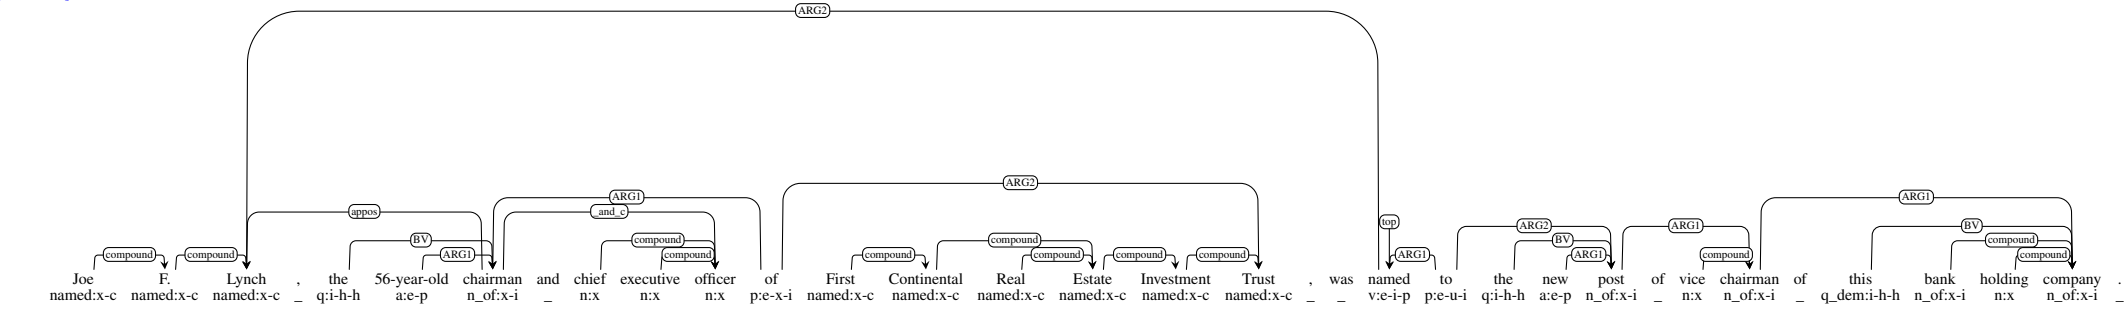 ARG2
ARG1 ARG2
appos _and_c ARG1
top
BV compound compound ARG2 ARG1 BV
BV compound
compound compound ARG1 compound compound compound compound compound ARG1 ARG1 compound compound
Joe F. Lynch , the 56-year-old chairman and chief executive officer of First Continental Real Estate Investment Trust , was named to the new post of vice chairman of this bank holding company .
named:x-c named:x-c named:x-c _ q:i-h-h a:e-p n_of:x-i _ n:x n:x n:x p:e-x-i named:x-c named:x-c named:x-c named:x-c named:x-c named:x-c _ _ v:e-i-p p:e-u-i q:i-h-h a:e-p n_of:x-i _ n:x n_of:x-i _ q_dem:i-h-h n_of:x-i n:x n_of:x-i _